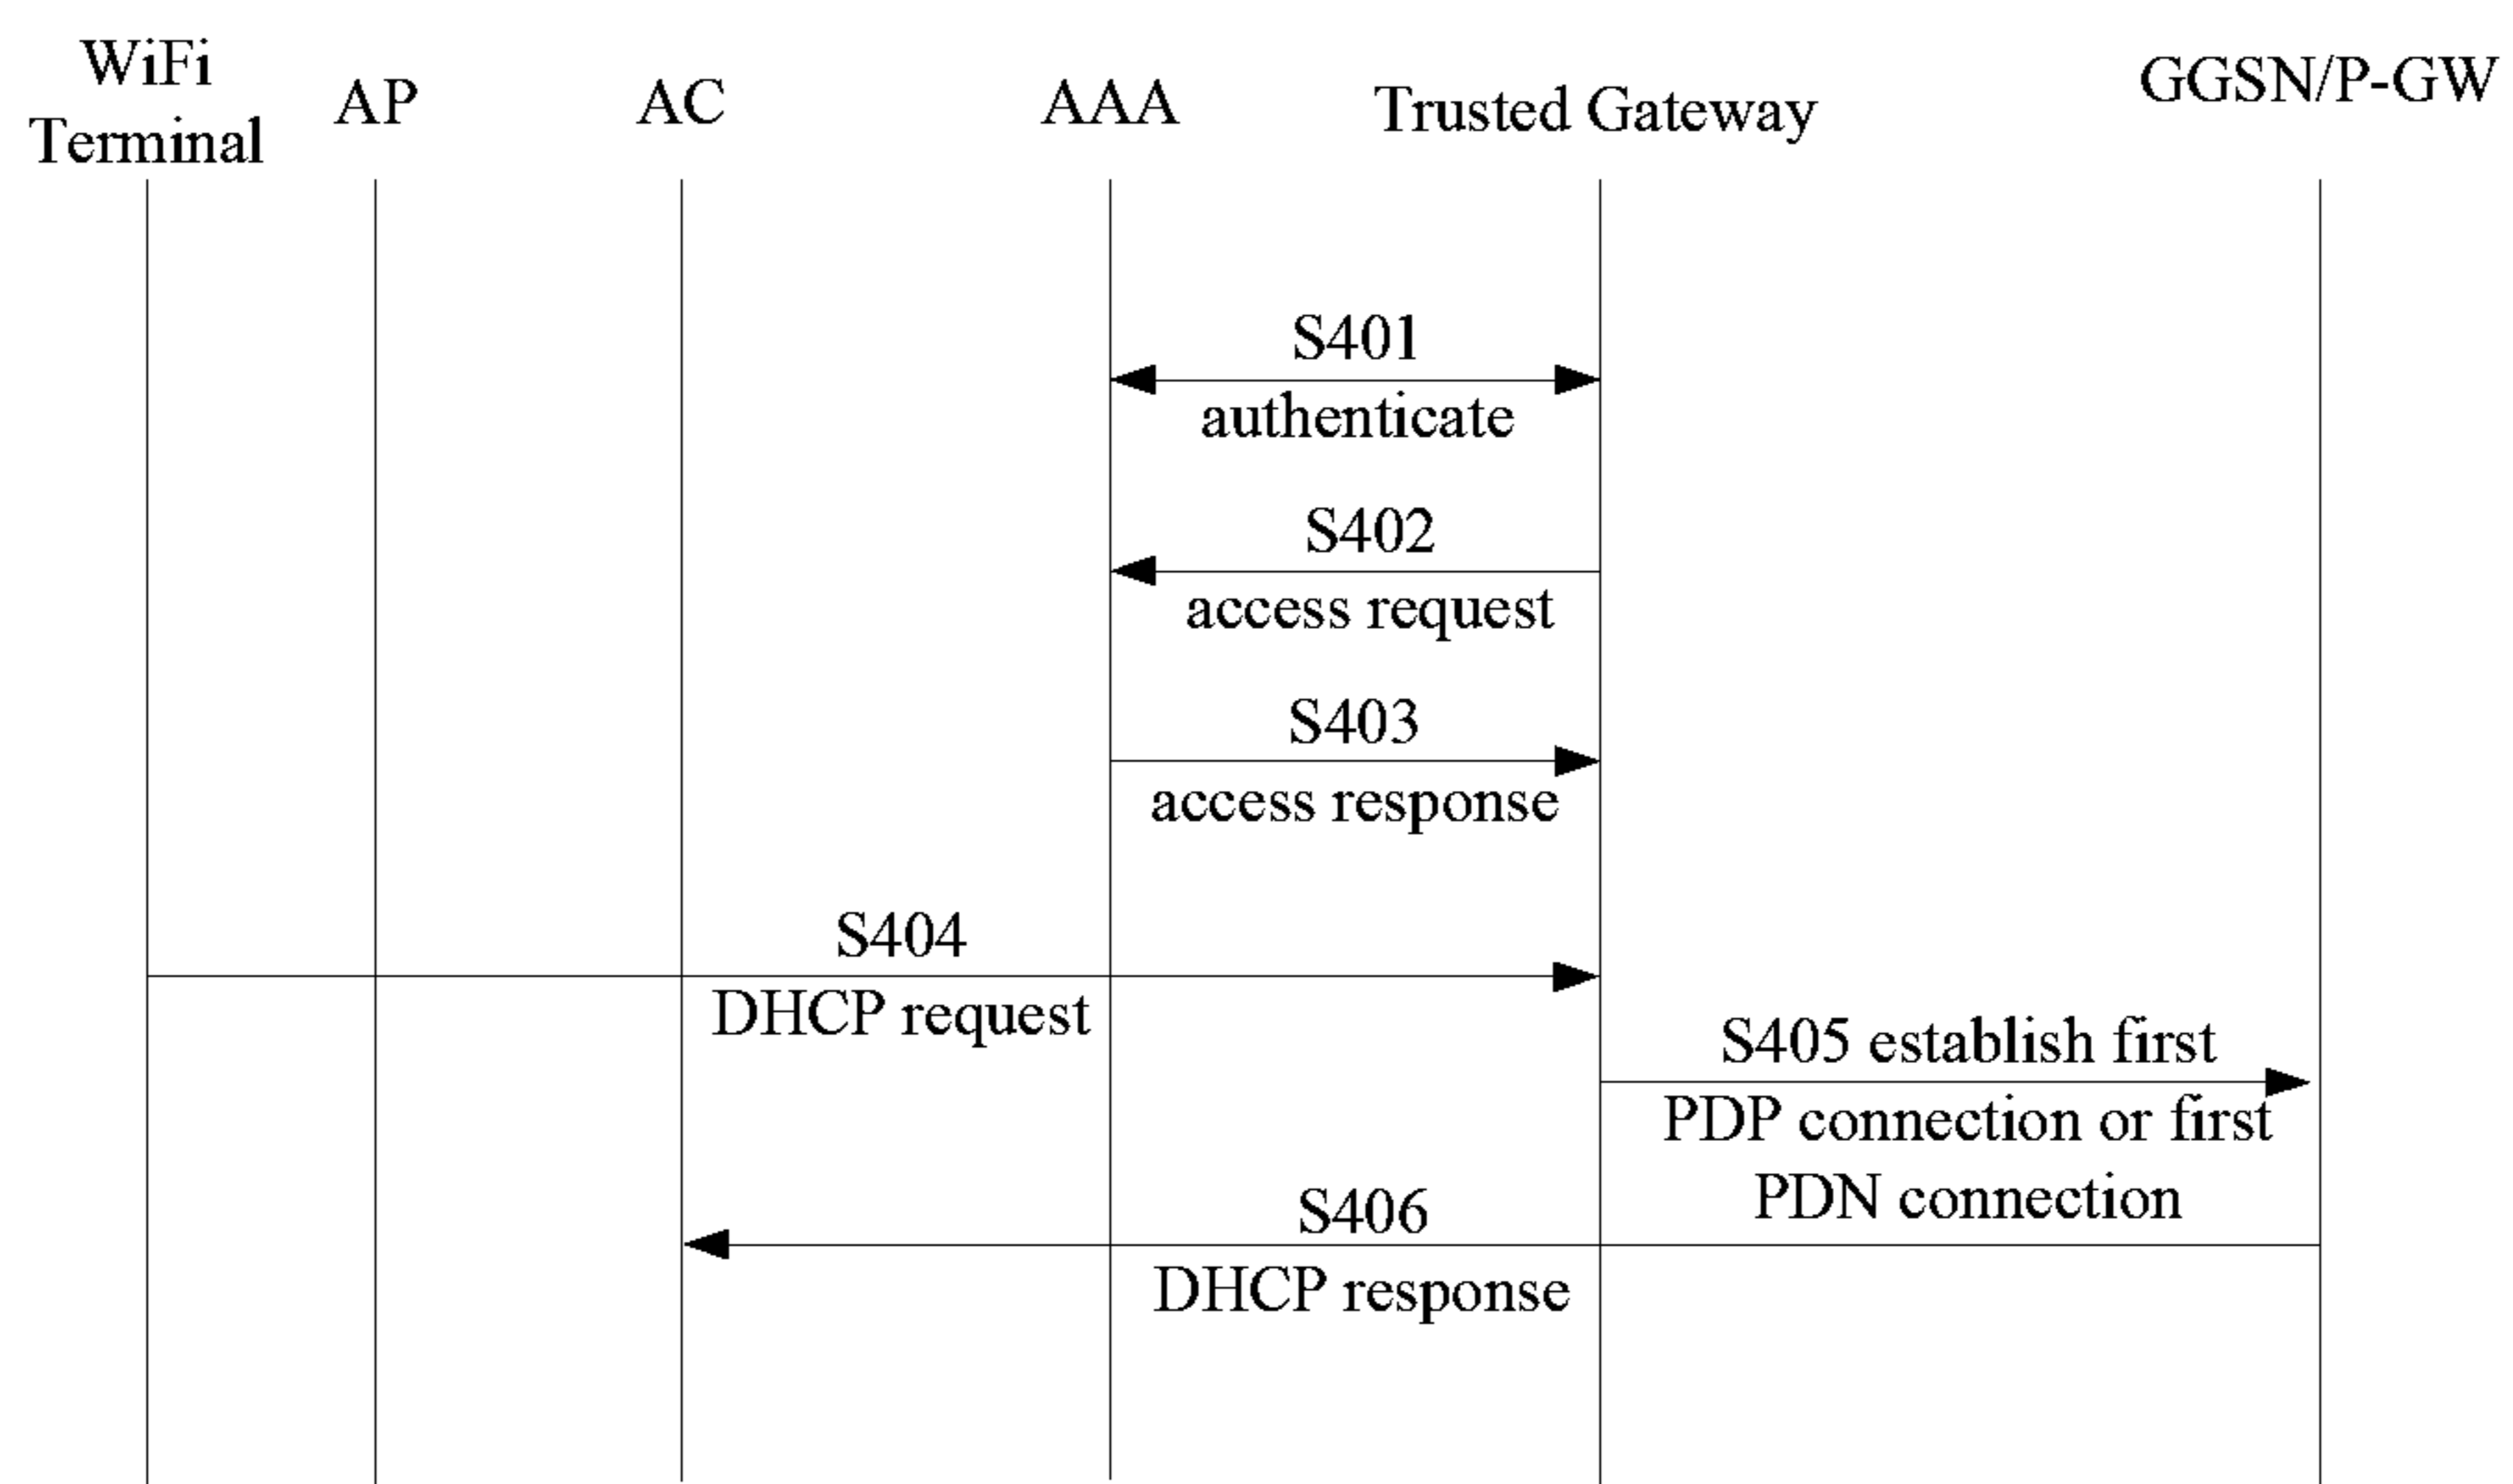 WiFi
Terminal
AP
AC
AAA
Trusted Gateway
GGSN/P-GW
S401
authenticate
S402
access request
S403
access response
S404
DHCP request
S405 establish first
PDP connection or first
PDN connection
S406
DHCP response